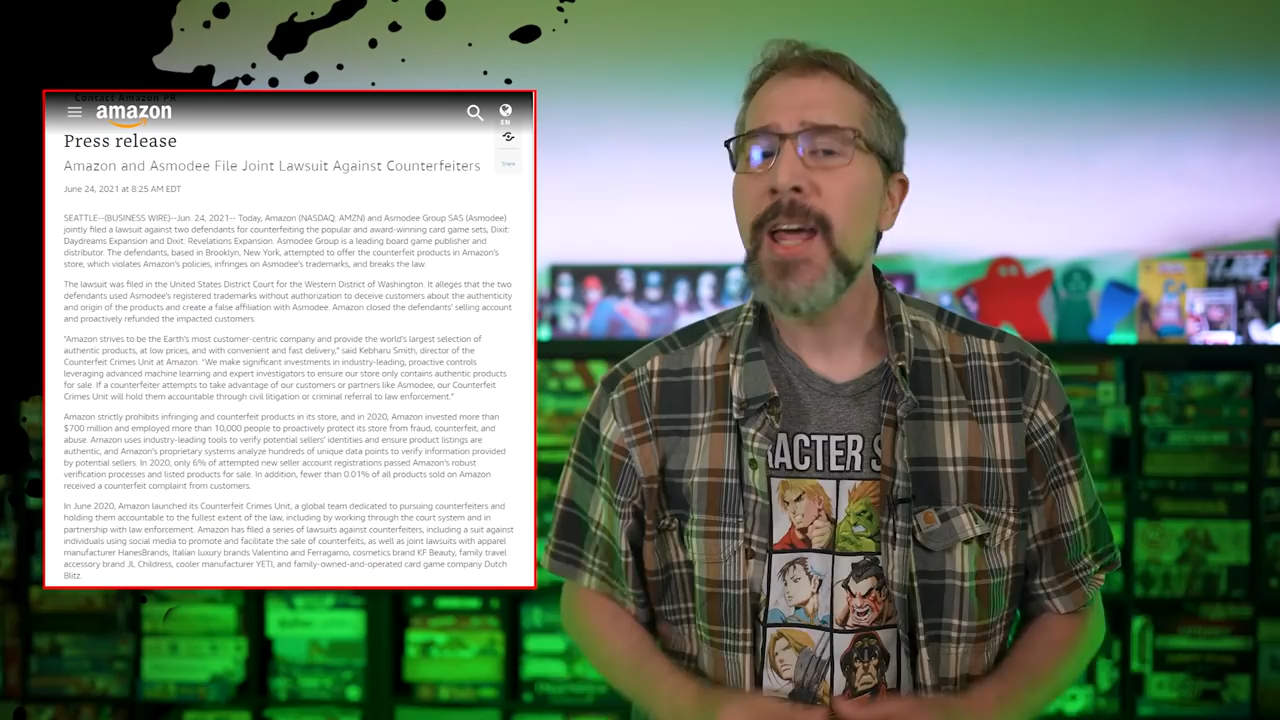 Contact Amazon PR
amazon
EN
Press release
Share
Amazon and Asmodee File Joint Lawsuit Against Counterfeiters
June 24, 2021 at 8:25 AM EDT
SEATTLE--(BUSINESS WIRE)--Jun. 24, 2021-- Today, Amazon (NASDAQ: AMZN) and Asmodee Group SAS (Asmodee)
jointly filed a lawsuit against two defendants for counterfeiting the popular and award-winning card game sets, Dixit:
Daydreams Expansion and Dixit: Revelations Expansion. Asmodee Group is a leading board game publisher and
distributor. The defendants, based in Brooklyn, New York, attempted to offer the counterfeit products in Amazon's
store, which violates Amazon's policies, infringes on Asmodee's trademarks, and breaks the law.
The lawsuit was filed in the United States District Court for the Western District of Washington. It alleges that the two
defendants used Asmodee's registered trademarks without authorization to deceive customers about the authenticity
and origin of the products and create a false affiliation with Asmodee. Amazon closed the defendants' selling account
and proactively refunded the impacted customers.
"Amazon strives to be the Earth's most customer-centric company and provide the world's largest selection of
authentic products, at low prices, and with convenient and fast delivery," said Kebharu Smith, director of the
Counterfeit Crimes Unit at Amazon. "We make significant investments in industry-leading, proactive controls
leveraging advanced machine learning and expert investigators to ensure our store only contains authentic products
for sale. If a counterfeiter attempts to take advantage of our customers or partners like Asmodee, our Counterfeit
Crimes Unit will hold them accountable through civil litigation or criminal referral to law enforcement."
Amazon strictly prohibits infringing and counterfeit products in its store, and in 2020, Amazon invested more than
$700 million and employed more than 10,000 people to proactively protect its store from fraud, counterfeit, and
abuse. Amazon uses industry-leading tools to verify potential sellers' identities and ensure product listings are
authentic, and Amazon's proprietary systems analyze hundreds of unique data points to verify information provided
by potential sellers. In 2020, only 6% of attempted new seller account registrations passed Amazon's robust
verification processes and listed products for sale. In addition, fewer than 0.01% of all products sold on Amazon
received a counterfeit complaint from customers.
In June 2020, Amazon launched its Counterfeit Crimes Unit, a global team dedicated to pursuing counterfeiters and
holding them accountable to the fullest extent of the law, including by working through the court system and in
partnership with law enforcement. Amazon has filed a series of lawsuits against counterfeiters, including a suit against
individuals using social media to promote and facilitate the sale of counterfeits, as well as joint lawsuits with apparel
manufacturer HanesBrands, Italian luxury brands Valentino and Ferragamo, cosmetics brand KF Beauty, family travel
accessory brand JL Childress, cooler manufacturer YETI, and family-owned-and-operated card game company Dutch
Blitz.
RACTER S